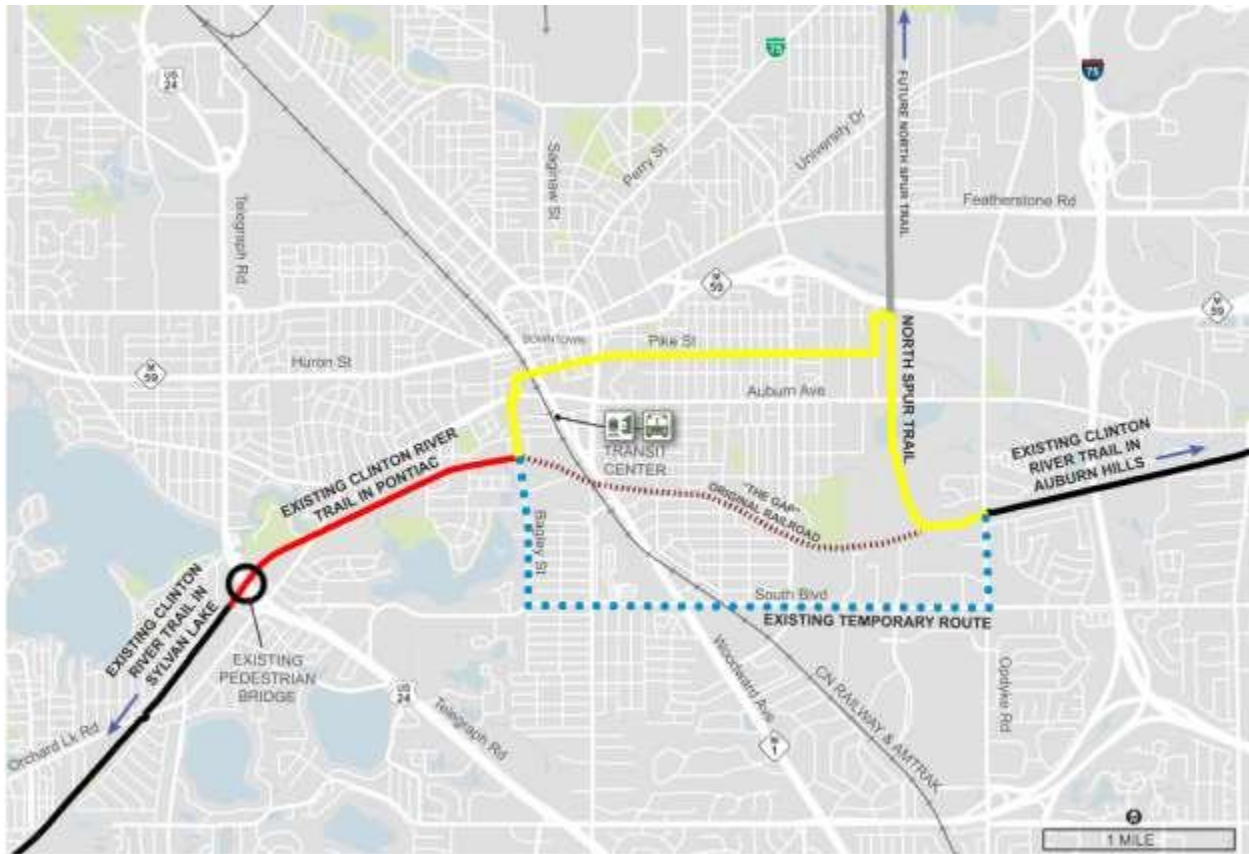 US
24
75
75
FUTURE NORTH SPUR TRAIL
Saginaw St
Perry St
University Dr
Telegraph Rd
Featherstone Rd
M
59
M
59
DOWNTOWN
Pike St
Huron St
M
59
Auburn Ave
NORTH SPUR TRAIL
TRANSIT
CENTER
EXISTING CLINTON RIVER
TRAIL IN PONTIAC
EXISTING CLINTON
RIVER TRAIL IN
AUBURN HILLS
"THE GAP"
ORIGINAL RAILROAD
Bagley St
South Blvd
EXISTING TEMPORARY ROUTE
EXISTING CLINTON
RIVER TRAIL IN
SYLVAN LAKE
EXISTING
PEDESTRIAN
BRIDGE
US
24
Telegraph Rd
Woodward Ave
CN RAILWAY & AMTRAK
Opdyke Rd
Orchard Lk Rd
M
1
1 MILE